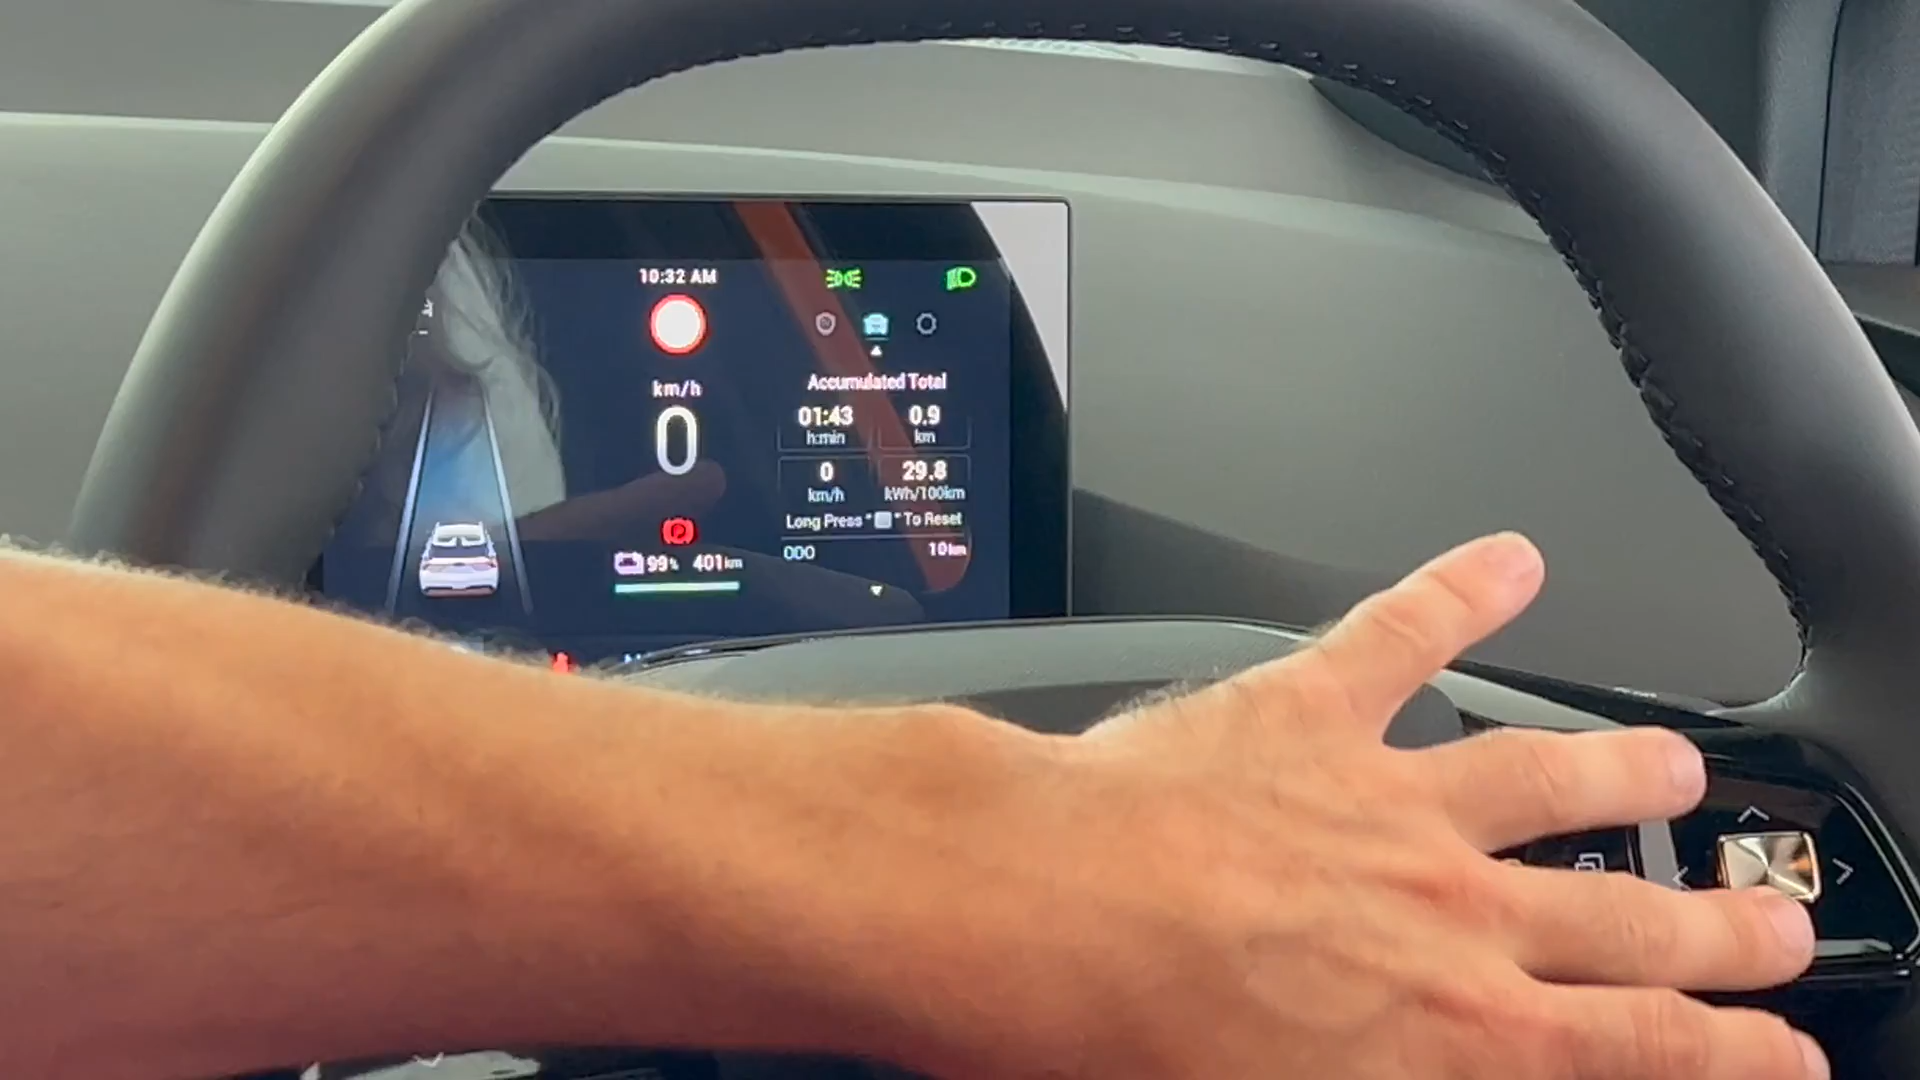 10:32 AM
km/h
0
Accumulated Total
01:43
h:min
0.9
km
0
km/h
29.8
kWh/100km
Long Press " " To Reset
000
10km
P
99% 401km